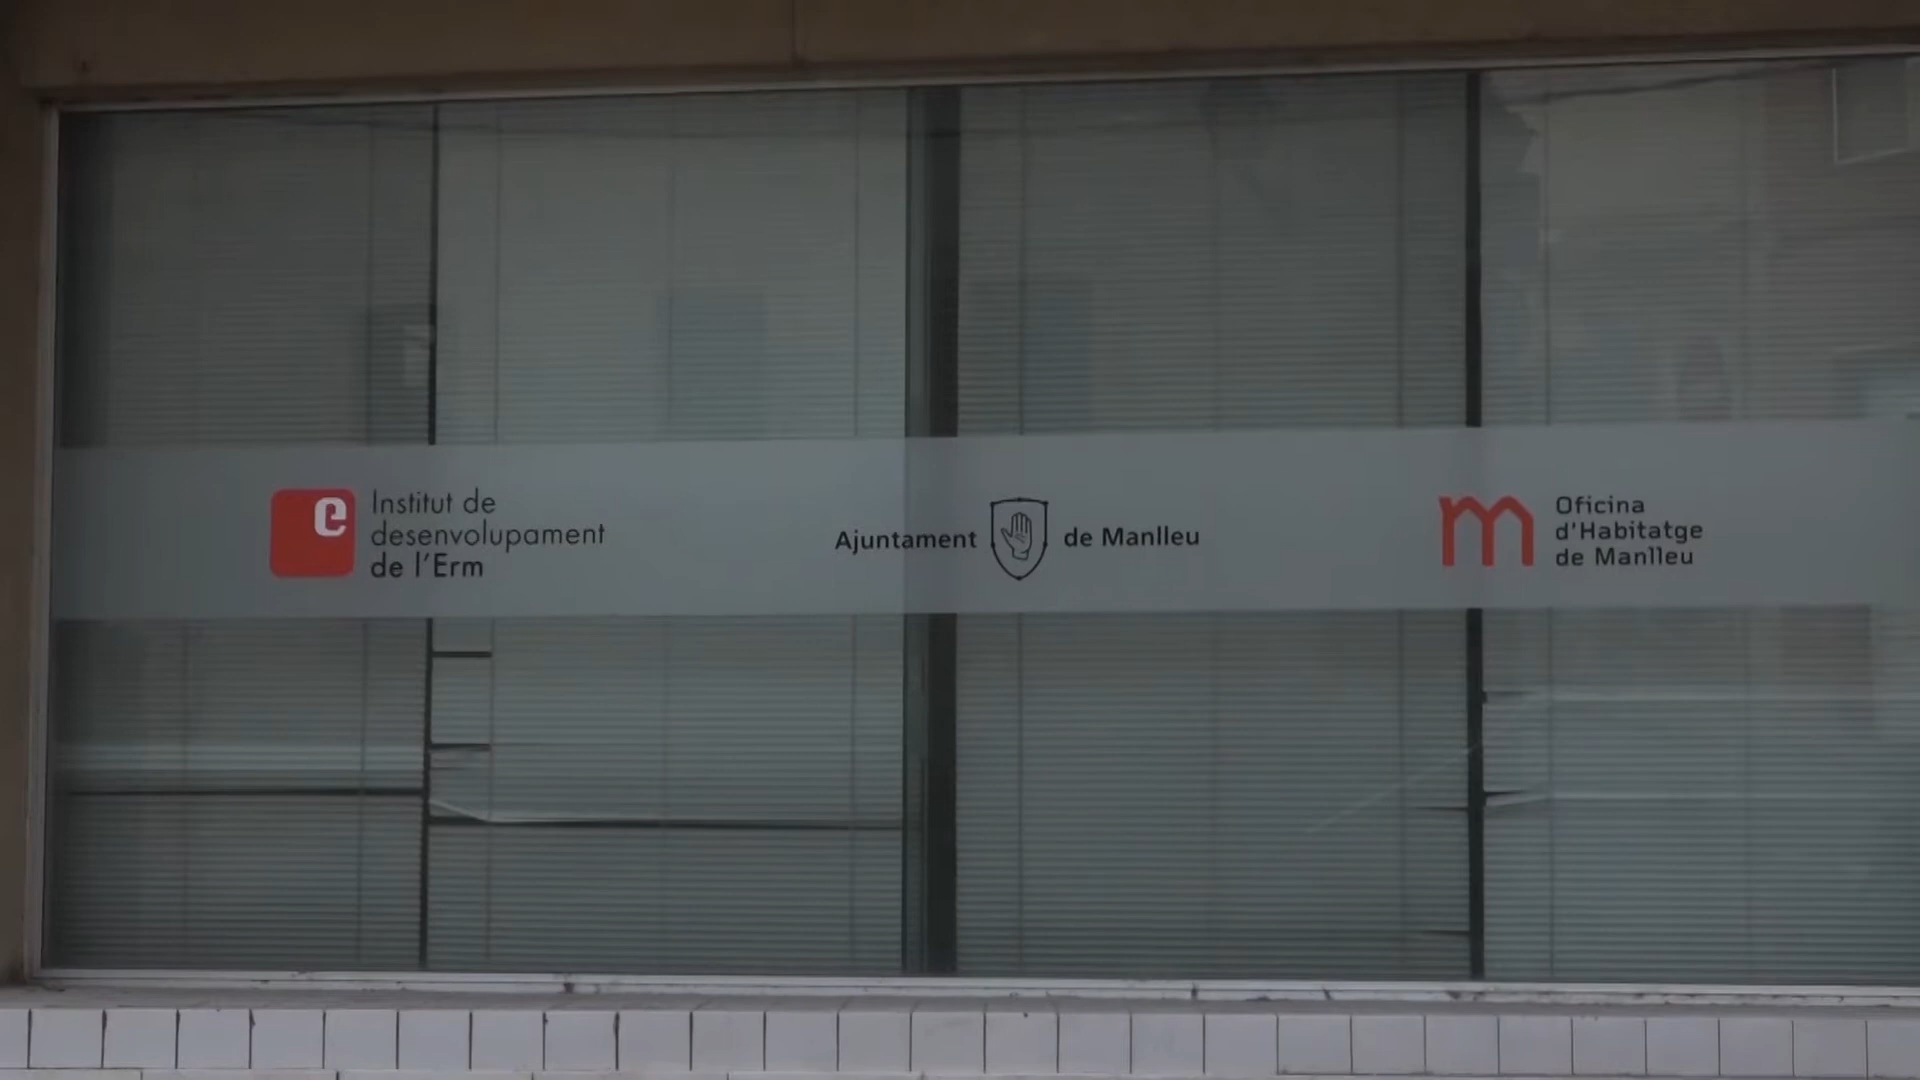 Institut de
desenvolupament
de l'Erm
Ajuntament de Manlleu
Oficina
d'Habitatge
de Manlleu